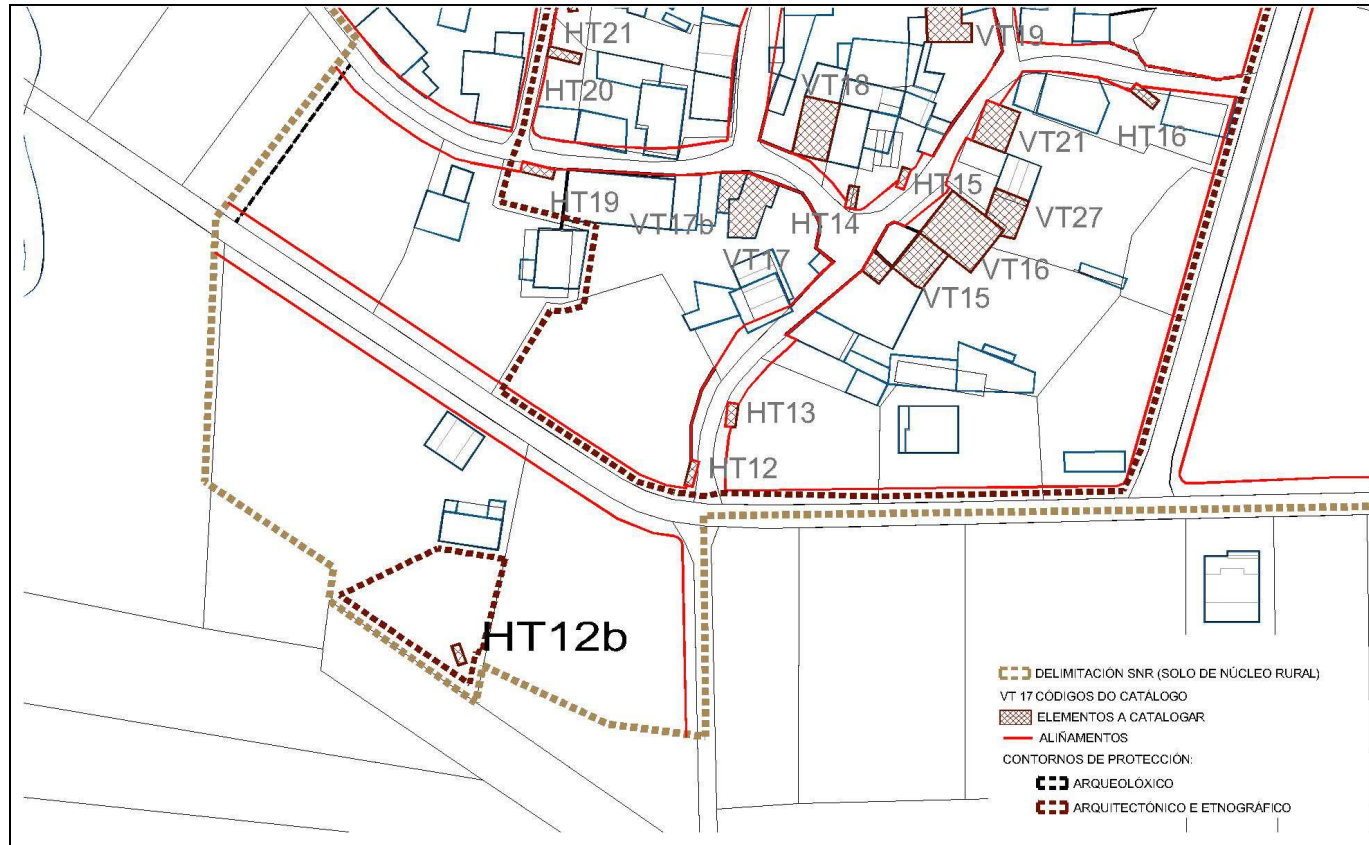 HT21
VT19
VT18
HT20
VT21
HT16
HT15
HT19
VT17b
HT14
VT27
VT17
VT16
VT15
HT13
HT12
HT12b
DELIMITACIÓN SNR (SOLO DE NÚCLEO RURAL)
VT 17 CÓDIGOS DO CATÁLOGO
ELEMENTOS A CATALOGAR
ALIÑAMENTOS
CONTORNOS DE PROTECCIÓN:
ARQUEOLÓXICO
ARQUITECTÓNICO E ETNOGRÁFICO